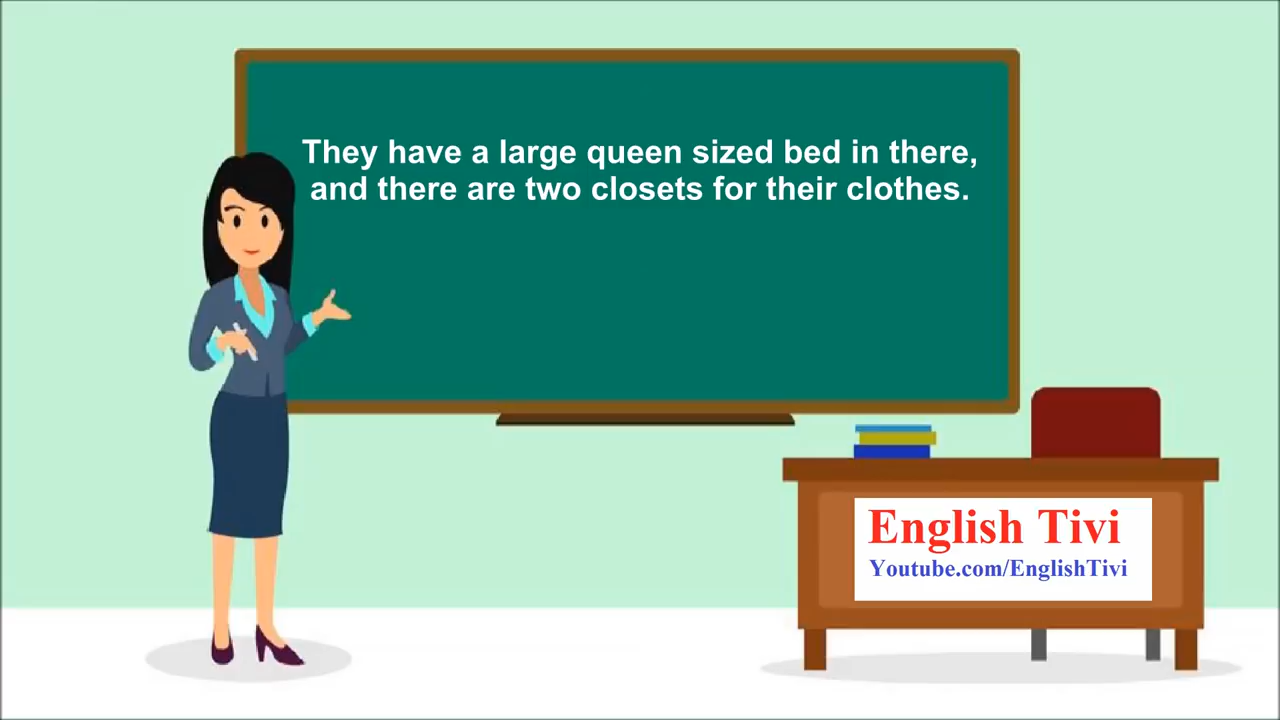 They have a large queen sized bed in there,
and there are two closets for their clothes.
English Tivi
Youtube.com/EnglishTivi